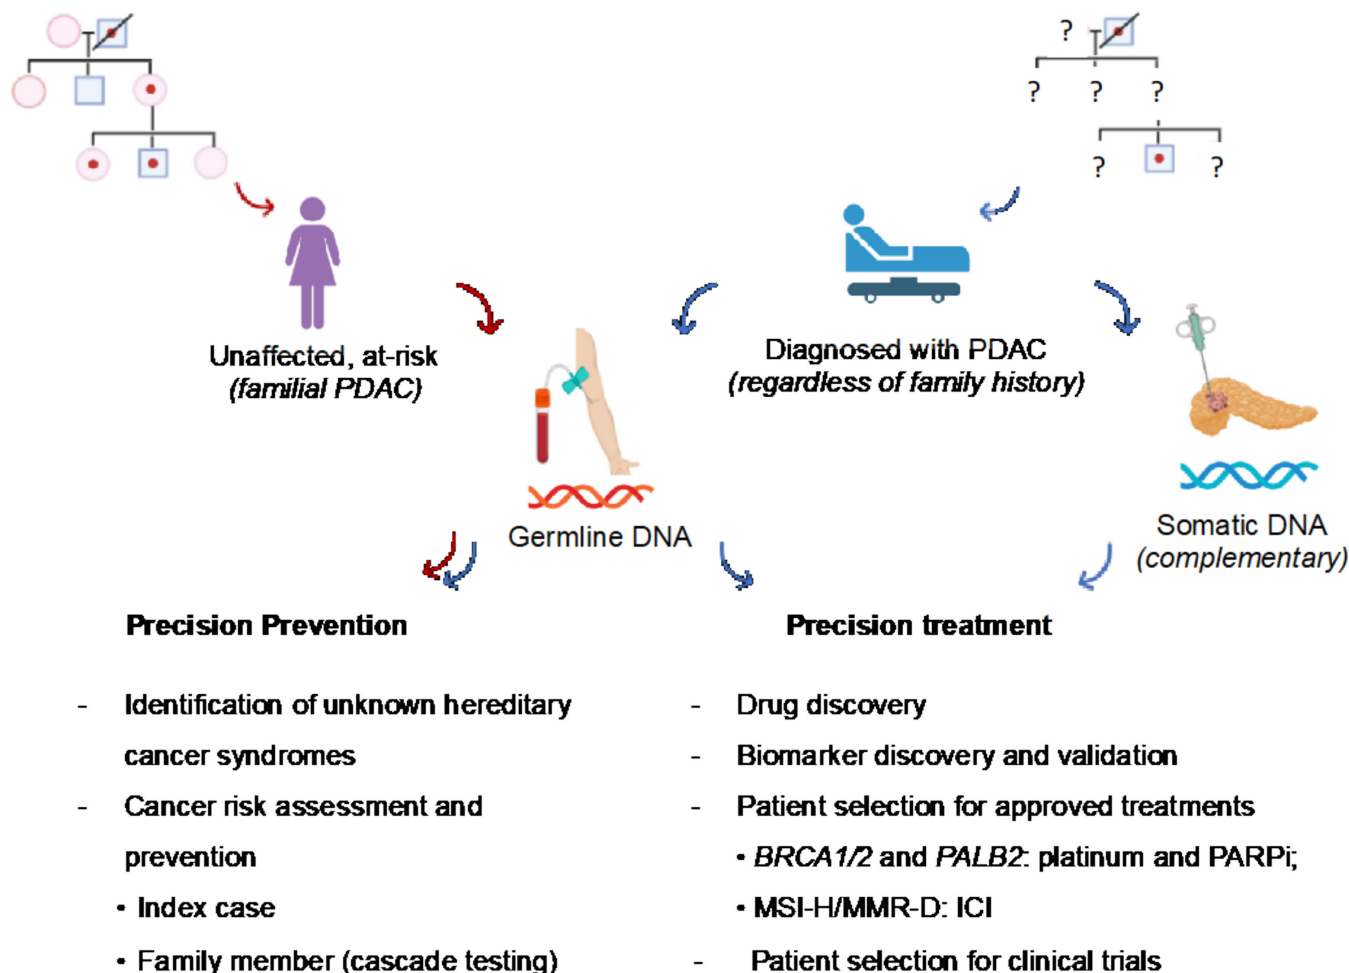 ?
? ? ?
? ?
Unaffected, at-risk
(familial PDAC)
Diagnosed with PDAC
(regardless of family history)
Germline DNA
Somatic DNA
(complementary)
Precision Prevention
- Identification of unknown hereditary
cancer syndromes
- Cancer risk assessment and
prevention
• Index case
• Family member (cascade testing)
Precision treatment
- Drug discovery
- Biomarker discovery and validation
- Patient selection for approved treatments
• BRCA1/2 and PALB2: platinum and PARPi;
• MSI-H/MMR-D: ICI
- Patient selection for clinical trials